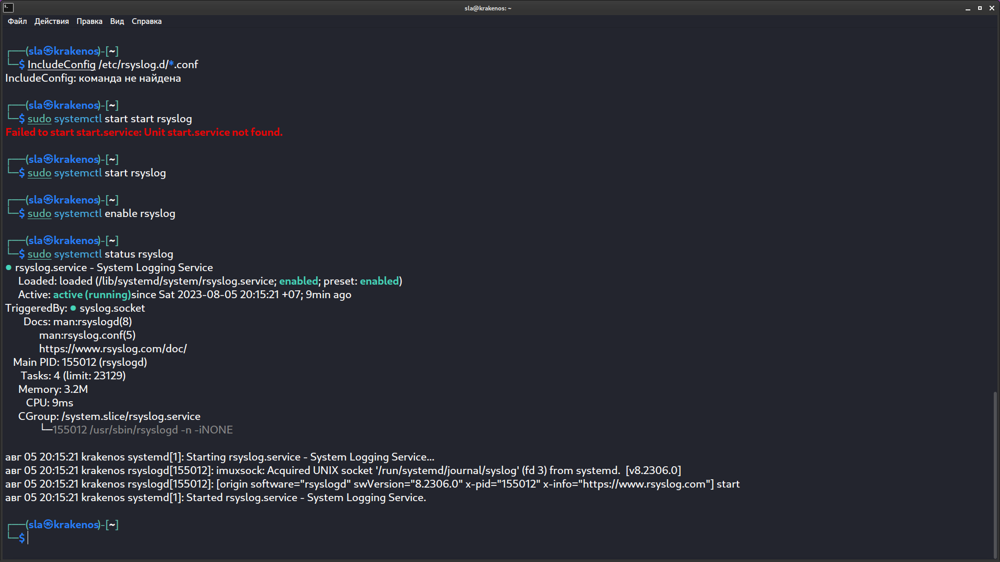 sla@krakenos: ~
Файл Действия Правка Вид Справка
┌──(sla㉿krakenos)-[~]
└─$ IncludeConfig /etc/rsyslog.d/*.conf
IncludeConfig: команда не найдена
┌──(sla㉿krakenos)-[~]
└─$ sudo systemctl start start rsyslog
Failed to start start.service: Unit start.service not found.
┌──(sla㉿krakenos)-[~]
└─$ sudo systemctl start rsyslog
┌──(sla㉿krakenos)-[~]
└─$ sudo systemctl enable rsyslog
┌──(sla㉿krakenos)-[~]
└─$ sudo systemctl status rsyslog
● rsyslog.service - System Logging Service
Loaded: loaded (/lib/systemd/system/rsyslog.service; enabled; preset: enabled)
Active: active (running)since Sat 2023-08-05 20:15:21 +07; 9min ago
TriggeredBy: ● syslog.socket
Docs: man:rsyslogd(8)
man:rsyslog.conf(5)
https://www.rsyslog.com/doc/
Main PID: 155012 (rsyslogd)
Tasks: 4 (limit: 23129)
Memory: 3.2M
CPU: 9ms
CGroup: /system.slice/rsyslog.service
└─155012 /usr/sbin/rsyslogd -n -iNONE
авг 05 20:15:21 krakenos systemd[1]: Starting rsyslog.service - System Logging Service...
авг 05 20:15:21 krakenos rsyslogd[155012]: imuxsock: Acquired UNIX socket '/run/systemd/journal/syslog' (fd 3) from systemd.  [v8.2306.0]
авг 05 20:15:21 krakenos rsyslogd[155012]: [origin software="rsyslogd" swVersion="8.2306.0" x-pid="155012" x-info="https://www.rsyslog.com"] start
авг 05 20:15:21 krakenos systemd[1]: Started rsyslog.service - System Logging Service.
┌──(sla㉿krakenos)-[~]
└─$